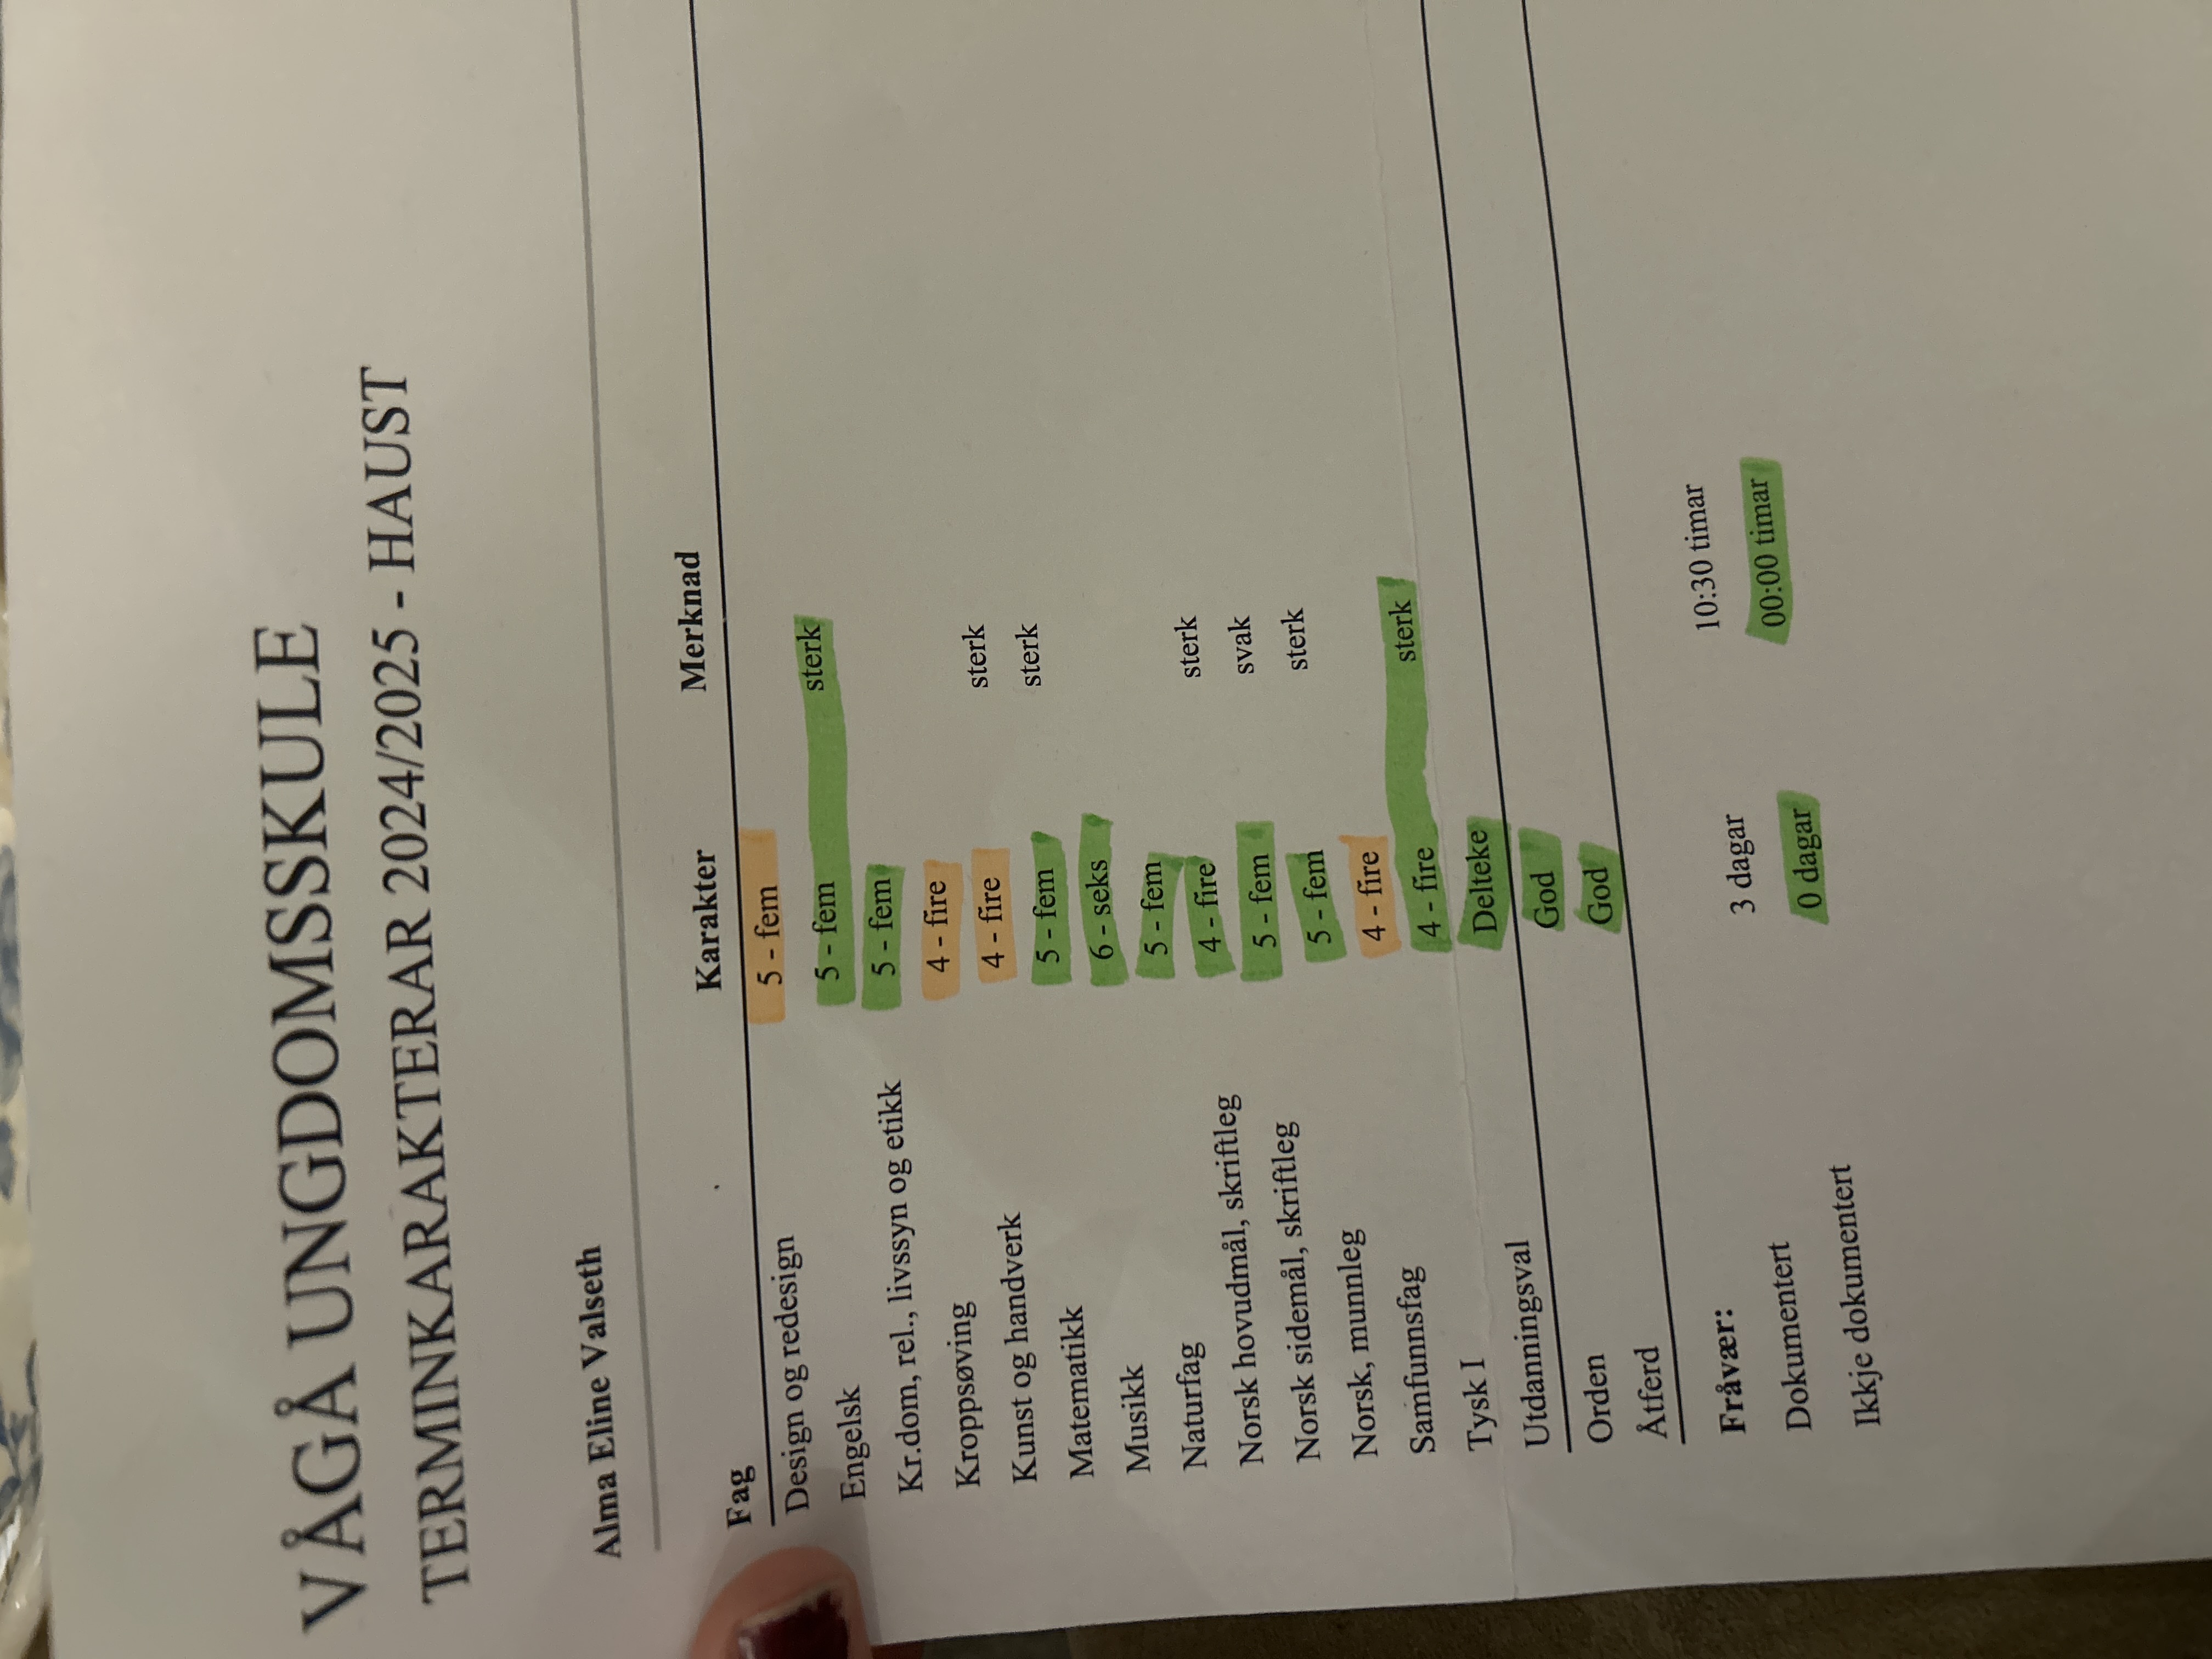 VÅGÅ UNGDOMSSKULE
TERMINKARAKTERAR 2024/2025 - HAUST
Alma Eline Valseth
Fag Karakter Merknad
Design og redesign 5 - fem
Engelsk 5 - fem sterk
Kr.dom, rel., livssyn og etikk 5 - fem
Kroppsøving 4 - fire
Kunst og handverk 4 - fire sterk
Matematikk 5 - fem sterk
Musikk 6 - seks
Naturfag 5 - fem
Norsk hovudmål, skriftleg 4 - fire sterk
Norsk sidemål, skriftleg 5 - fem svak
Norsk, munnleg 5 - fem sterk
Samfunnsfag 4 - fire
Tysk I 4 - fire sterk
Utdanningsval Delteke
Orden God
Åtferd God
Fråvær:
Dokumentert 3 dagar 10:30 timar
Ikkje dokumentert 0 dagar 00:00 timar